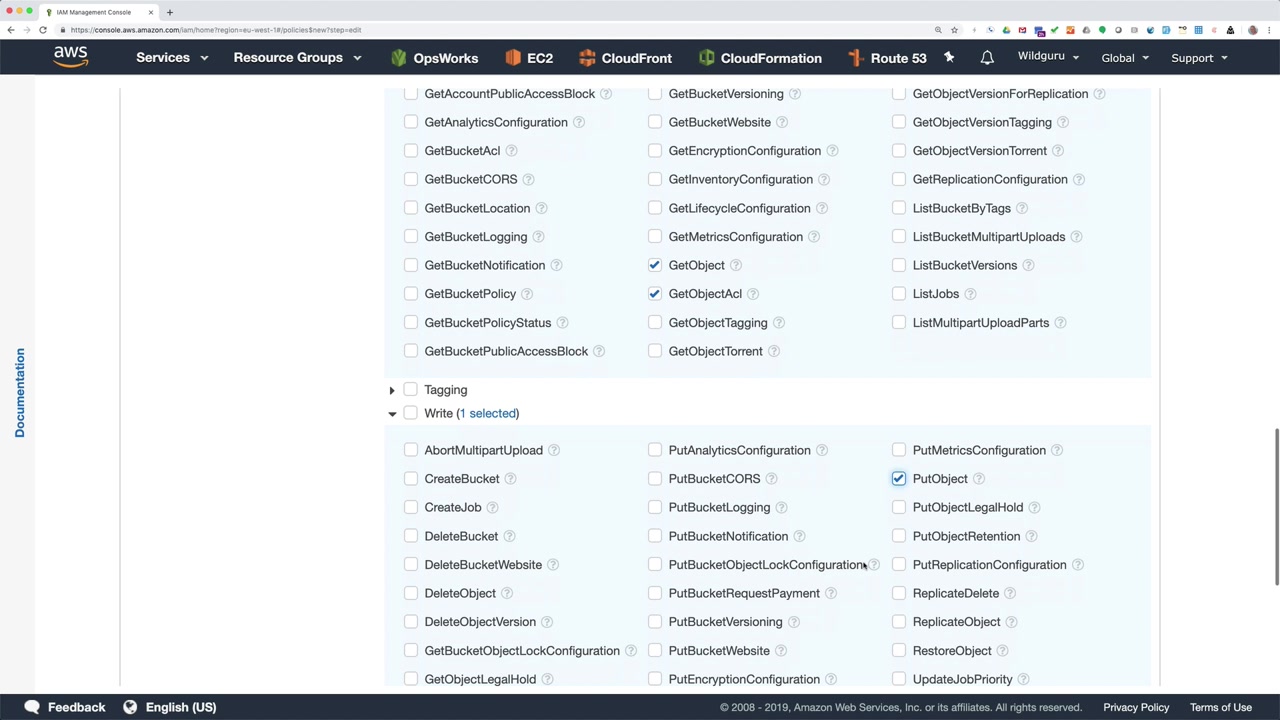 IAM Management Console
https://console.aws.amazon.com/iam/home?region=eu-west-1#/policies$new?step=edit
aws Services Resource Groups OpsWorks EC2 CloudFront CloudFormation Route 53 Wildguru Global Support
GetAccountPublicAccessBlock GetBucketVersioning GetObjectVersionForReplication
GetAnalyticsConfiguration GetBucketWebsite GetObjectVersionTagging
GetBucketAcl GetEncryptionConfiguration GetObjectVersionTorrent
GetBucketCORS GetInventoryConfiguration GetReplicationConfiguration
GetBucketLocation GetLifecycleConfiguration ListBucketByTags
GetBucketLogging GetMetricsConfiguration ListBucketMultipartUploads
GetBucketNotification GetObject ListBucketVersions
GetBucketPolicy GetObjectAcl ListJobs
GetBucketPolicyStatus GetObjectTagging ListMultipartUploadParts
GetBucketPublicAccessBlock GetObjectTorrent
Tagging
Write (1 selected)
AbortMultipartUpload PutAnalyticsConfiguration PutMetricsConfiguration
CreateBucket PutBucketCORS PutObject
CreateJob PutBucketLogging PutObjectLegalHold
DeleteBucket PutBucketNotification PutObjectRetention
DeleteBucketWebsite PutBucketObjectLockConfiguration PutReplicationConfiguration
DeleteObject PutBucketRequestPayment ReplicateDelete
DeleteObjectVersion PutBucketVersioning ReplicateObject
GetBucketObjectLockConfiguration PutBucketWebsite RestoreObject
GetObjectLegalHold PutEncryptionConfiguration UpdateJobPriority
Documentation
Feedback English (US) © 2008 - 2019, Amazon Web Services, Inc. or its affiliates. All rights reserved. Privacy Policy Terms of Use